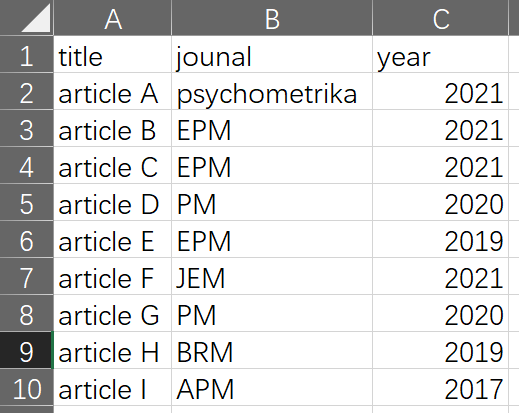 A B C
1 title jounal year
2 article A psychometrika 2021
3 article B EPM 2021
4 article C EPM 2021
5 article D PM 2020
6 article E EPM 2019
7 article F JEM 2021
8 article G PM 2020
9 article H BRM 2019
10 article I APM 2017